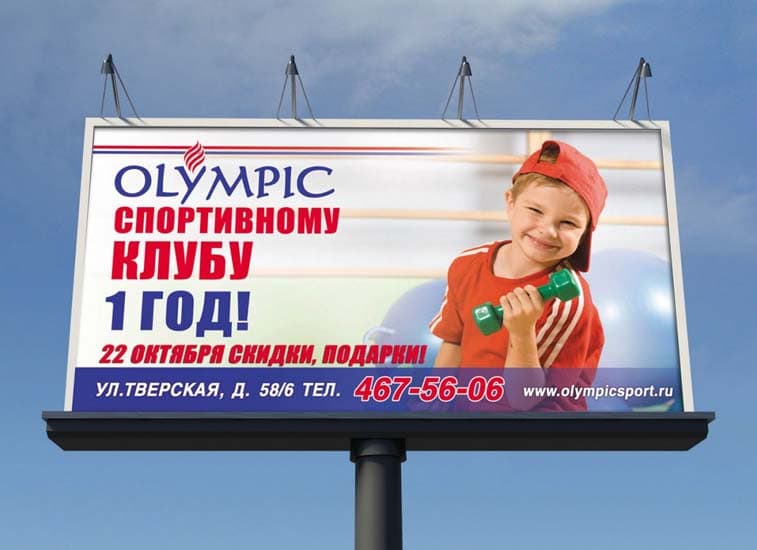 OLYMPIC
СПОРТИВНОМУ
КЛУБУ
1 ГОД!
22 ОКТЯБРЯ СКИДКИ, ПОДАРКИ!
УЛ.ТВЕРСКАЯ, Д. 58/6 ТЕЛ. 467-56-06 www.olympicsport.ru